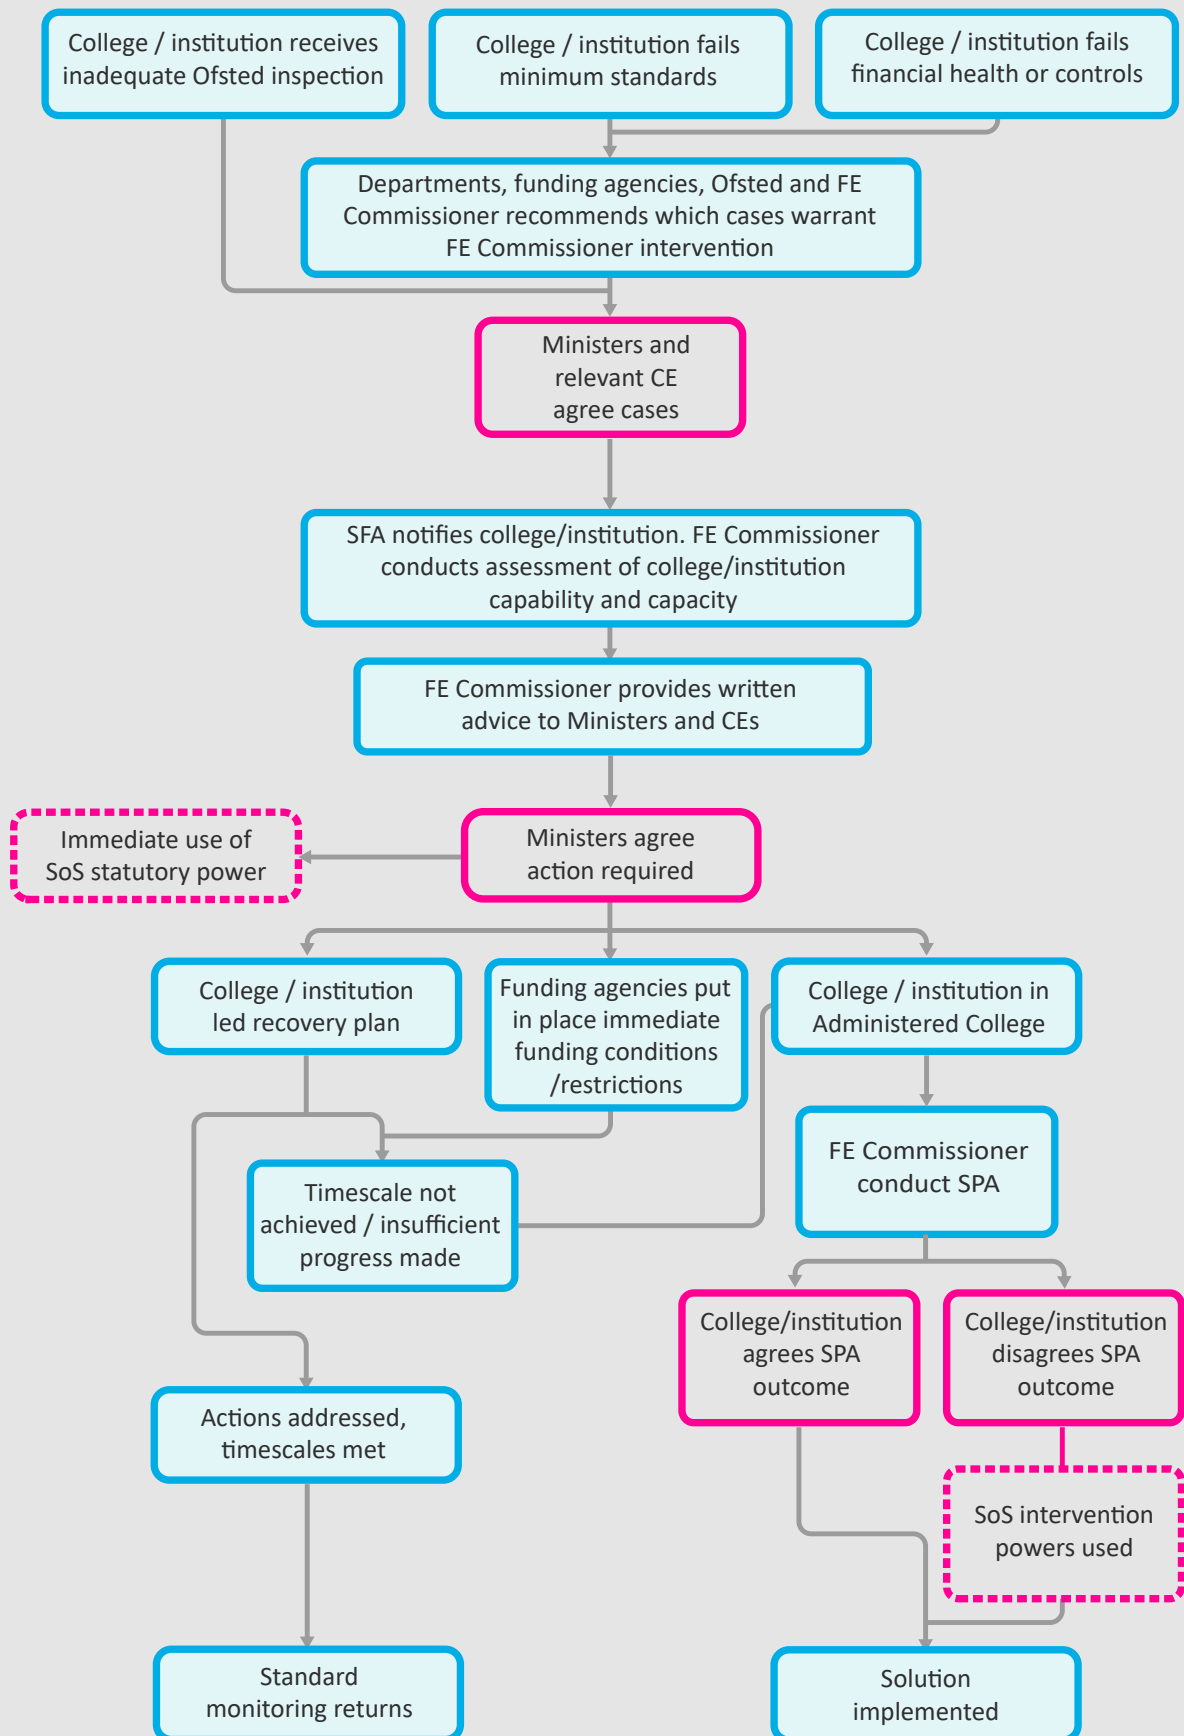 College / institution receives
inadequate Ofsted inspection
College / institution fails
minimum standards
College / institution fails
financial health or controls
Departments, funding agencies, Ofsted and FE
Commissioner recommends which cases warrant
FE Commissioner intervention
Ministers and
relevant CE
agree cases
SFA notifies college/institution. FE Commissioner
conducts assessment of college/institution
capability and capacity
FE Commissioner provides written
advice to Ministers and CEs
Immediate use of
SoS statutory power
Ministers agree
action required
College / institution
led recovery plan
Funding agencies put
in place immediate
funding conditions
/restrictions
College / institution in
Administered College
FE Commissioner
conduct SPA
Timescale not
achieved / insufficient
progress made
College/institution
agrees SPA
outcome
College/institution
disagrees SPA
outcome
Actions addressed,
timescales met
SoS intervention
powers used
Standard
monitoring returns
Solution
implemented